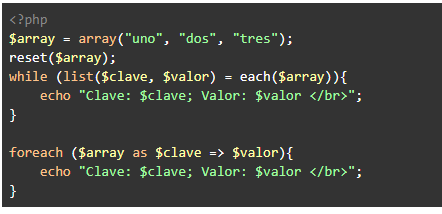 <?php
$array = array("uno", "dos", "tres");
reset($array);
while (list($clave, $valor) = each($array)){
    echo "Clave: $clave; Valor: $valor </br>";
}

foreach ($array as $clave => $valor){
    echo "Clave: $clave; Valor: $valor </br>";
}